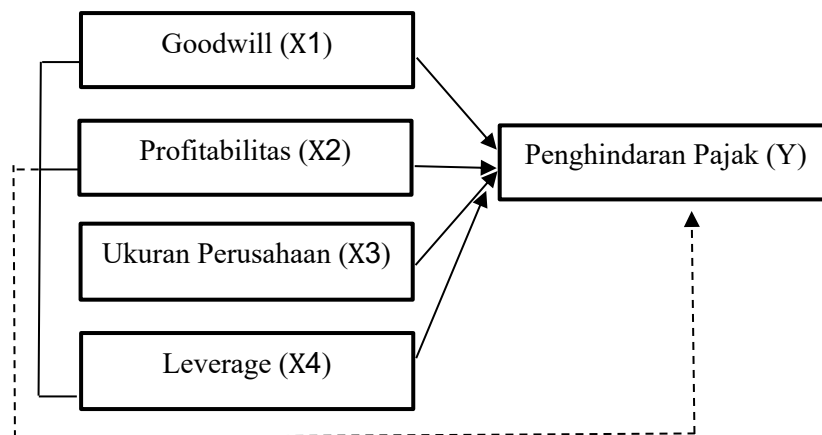 Goodwill (X1)
Profitabilitas (X2)
Penghindaran Pajak (Y)
Ukuran Perusahaan (X3)
Leverage (X4)